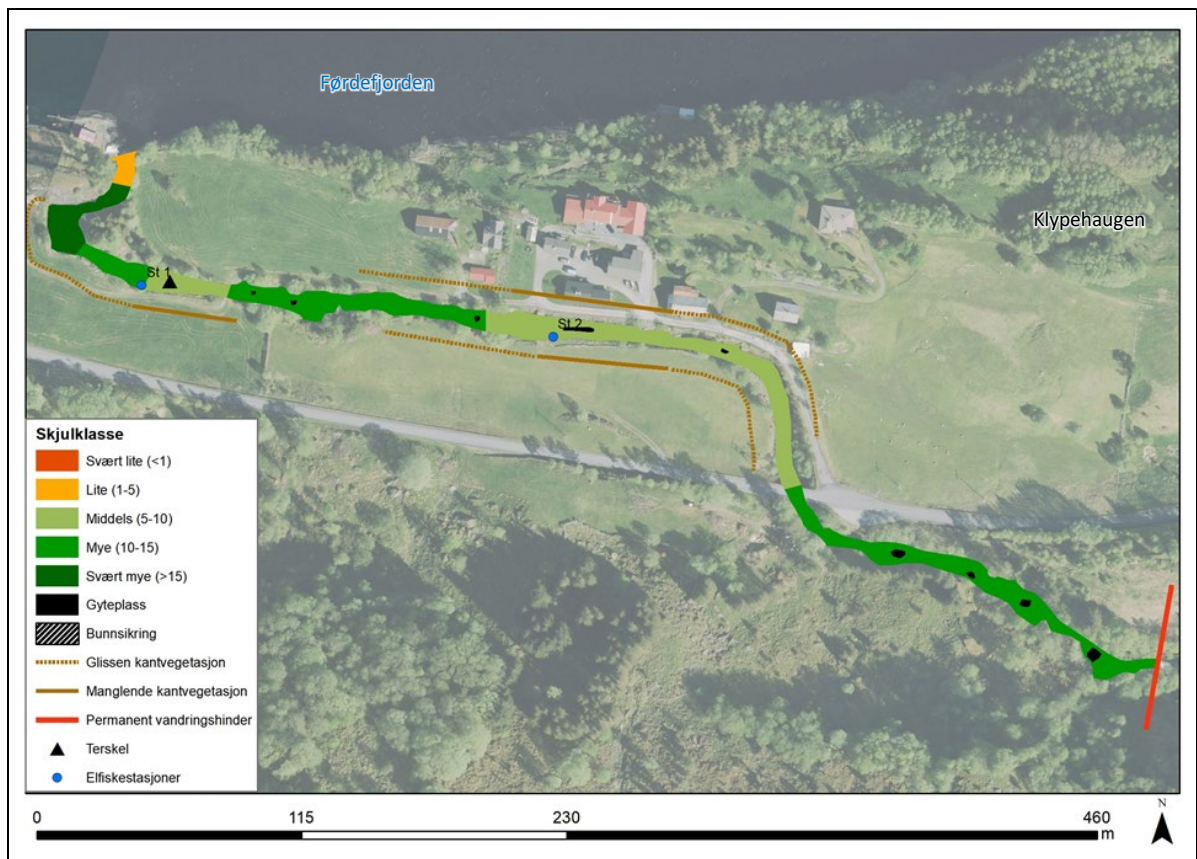 Førdefjorden
Klypehaugen
St 1
St 2
Skjulklasse
Svært lite (<1)
Lite (1-5)
Middels (5-10)
Mye (10-15)
Svært mye (>15)
Gyteplass
Bunnsikring
Glissen kantvegetasjon
Manglende kantvegetasjon
Permanent vandringshinder
Terskel
Elfiskestasjoner
0 115 230 460
m
N